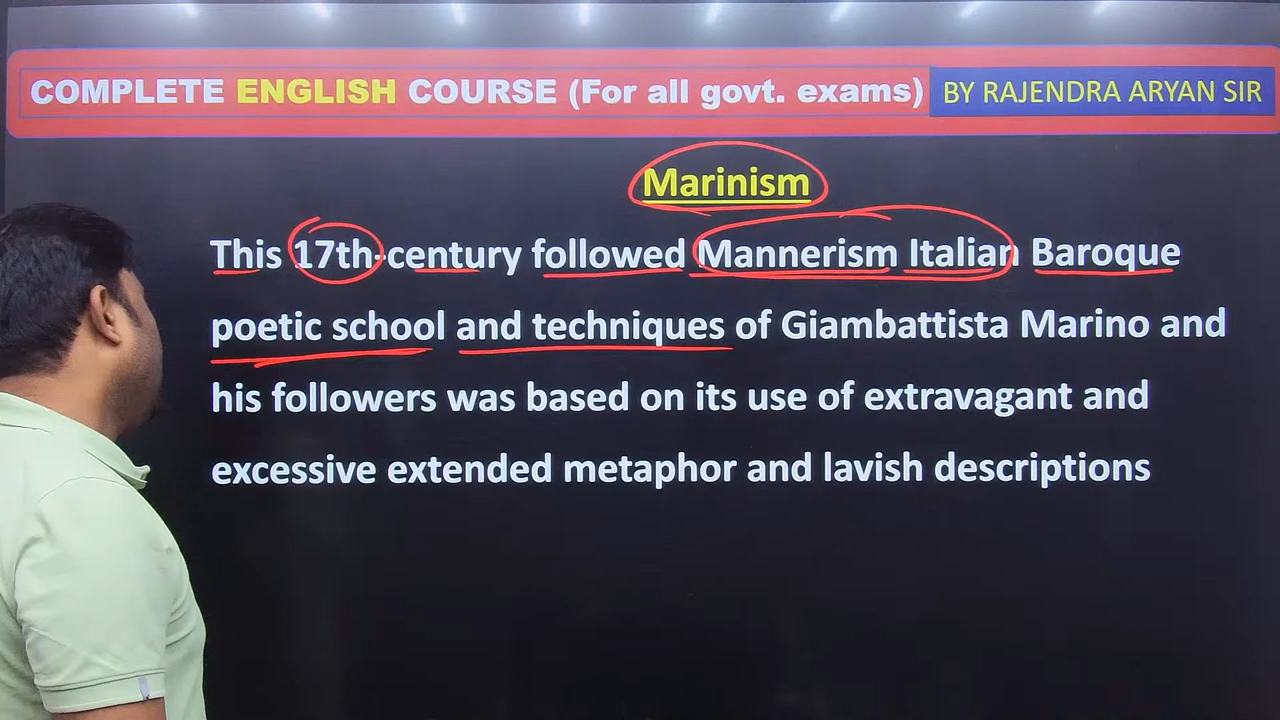 COMPLETE ENGLISH COURSE (For all govt. exams) BY RAJENDRA ARYAN SIR
Marinism
This 17th-century followed Mannerism Italian Baroque
poetic school and techniques of Giambattista Marino and
his followers was based on its use of extravagant and
excessive extended metaphor and lavish descriptions